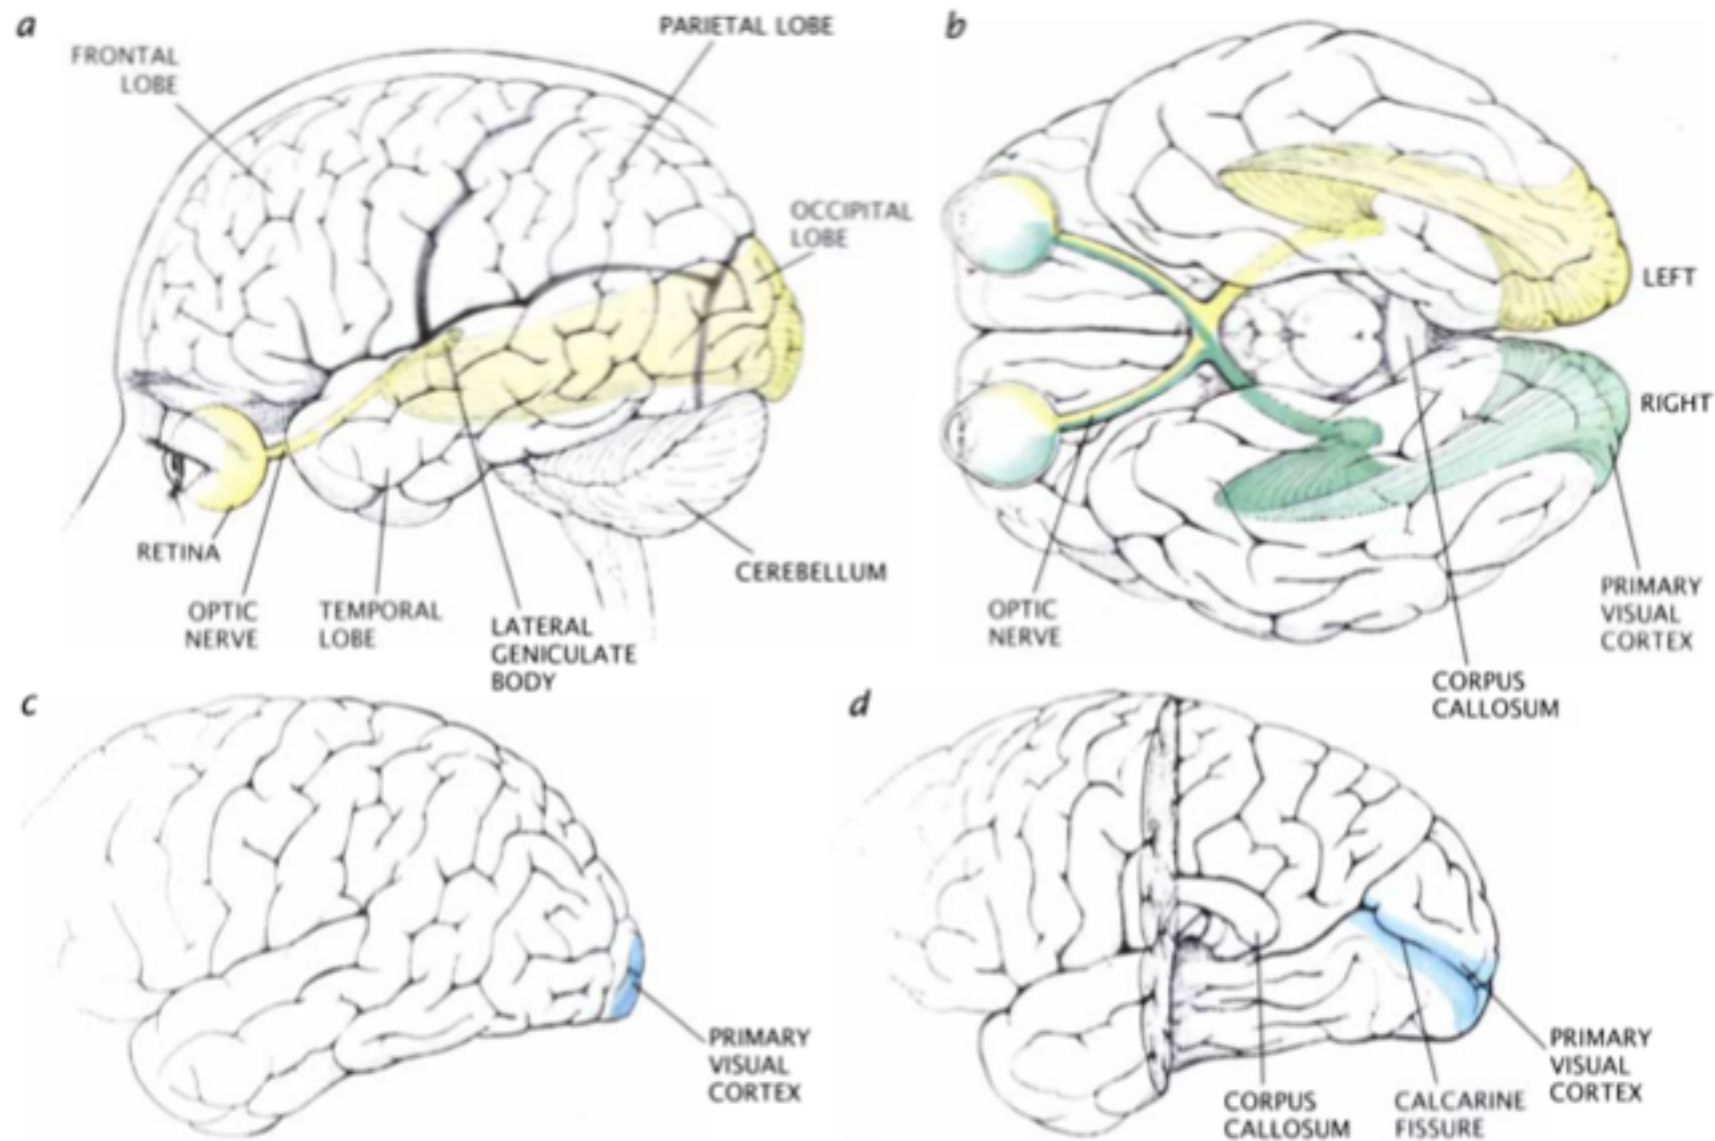 a
PARIETAL LOBE
FRONTAL
LOBE
OCCIPITAL
LOBE
RETINA
CEREBELLUM
OPTIC
NERVE
TEMPORAL
LOBE
LATERAL
GENICULATE
BODY
b
LEFT
RIGHT
OPTIC
NERVE
PRIMARY
VISUAL
CORTEX
CORPUS
CALLOSUM
c
PRIMARY
VISUAL
CORTEX
d
PRIMARY
VISUAL
CORTEX
CORPUS
CALLOSUM
CALCARINE
FISSURE